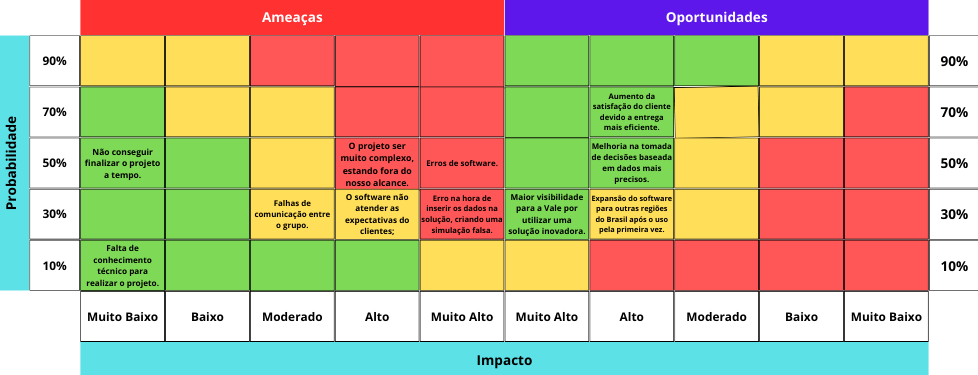 Ameaças
Oportunidades
Probabilidade
90%
90%
70%
Aumento da
satisfação do cliente
devido a entrega
mais eficiente.
70%
50%
Não conseguir
finalizar o projeto
a tempo.
O projeto ser
muito complexo,
estando fora do
nosso alcance.
Erros de software.
Melhoria na tomada
de decisões baseada
em dados mais
precisos.
50%
30%
Falhas de
comunicação entre
o grupo.
O software não
atender as
expectativas do
clientes;
Erro na hora de
inserir os dados na
solução, criando uma
simulação falsa.
Maior visibilidade
para a Vale por
utilizar uma
solução inovadora.
Expansão do software
para outras regiões
do Brasil após o uso
pela primeira vez.
30%
10%
Falta de
conhecimento
técnico para
realizar o projeto.
10%
Muito Baixo
Baixo
Moderado
Alto
Muito Alto
Muito Alto
Alto
Moderado
Baixo
Muito Baixo
Impacto